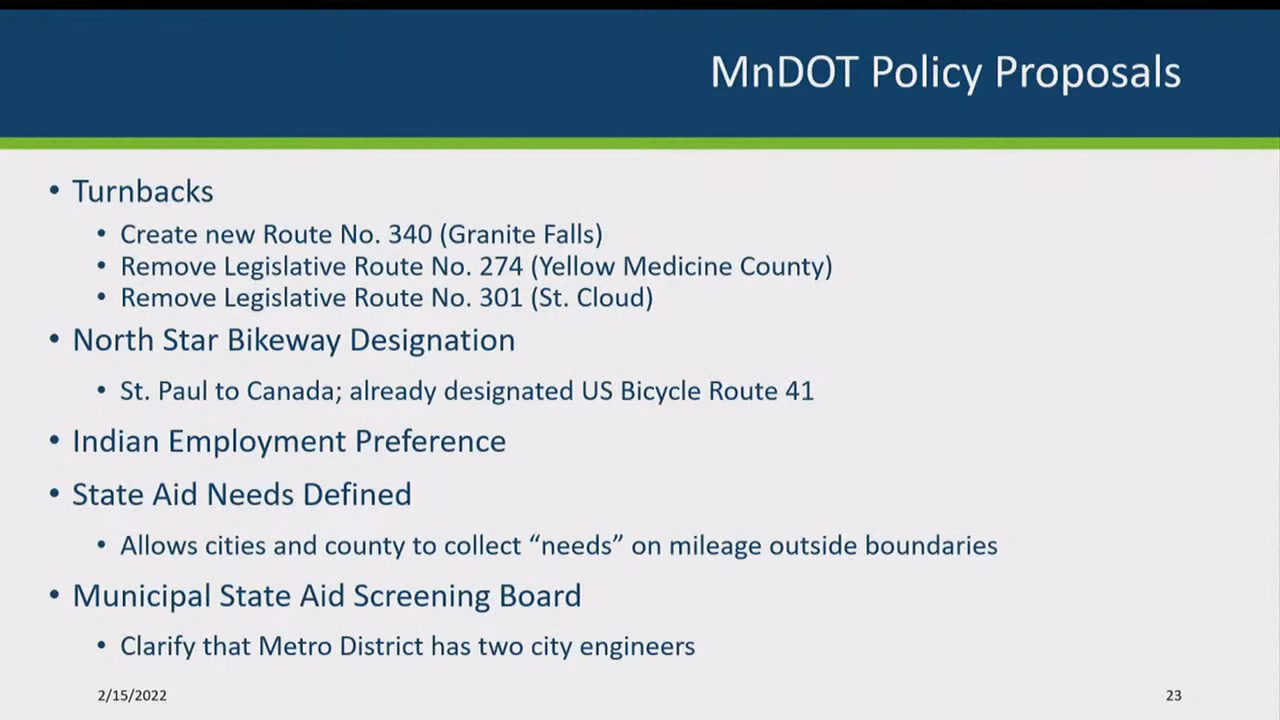 MnDOT Policy Proposals
• Turnbacks
• Create new Route No. 340 (Granite Falls)
• Remove Legislative Route No. 274 (Yellow Medicine County)
• Remove Legislative Route No. 301 (St. Cloud)
• North Star Bikeway Designation
• St. Paul to Canada; already designated US Bicycle Route 41
• Indian Employment Preference
• State Aid Needs Defined
• Allows cities and county to collect “needs” on mileage outside boundaries
• Municipal State Aid Screening Board
• Clarify that Metro District has two city engineers
2/15/2022
23